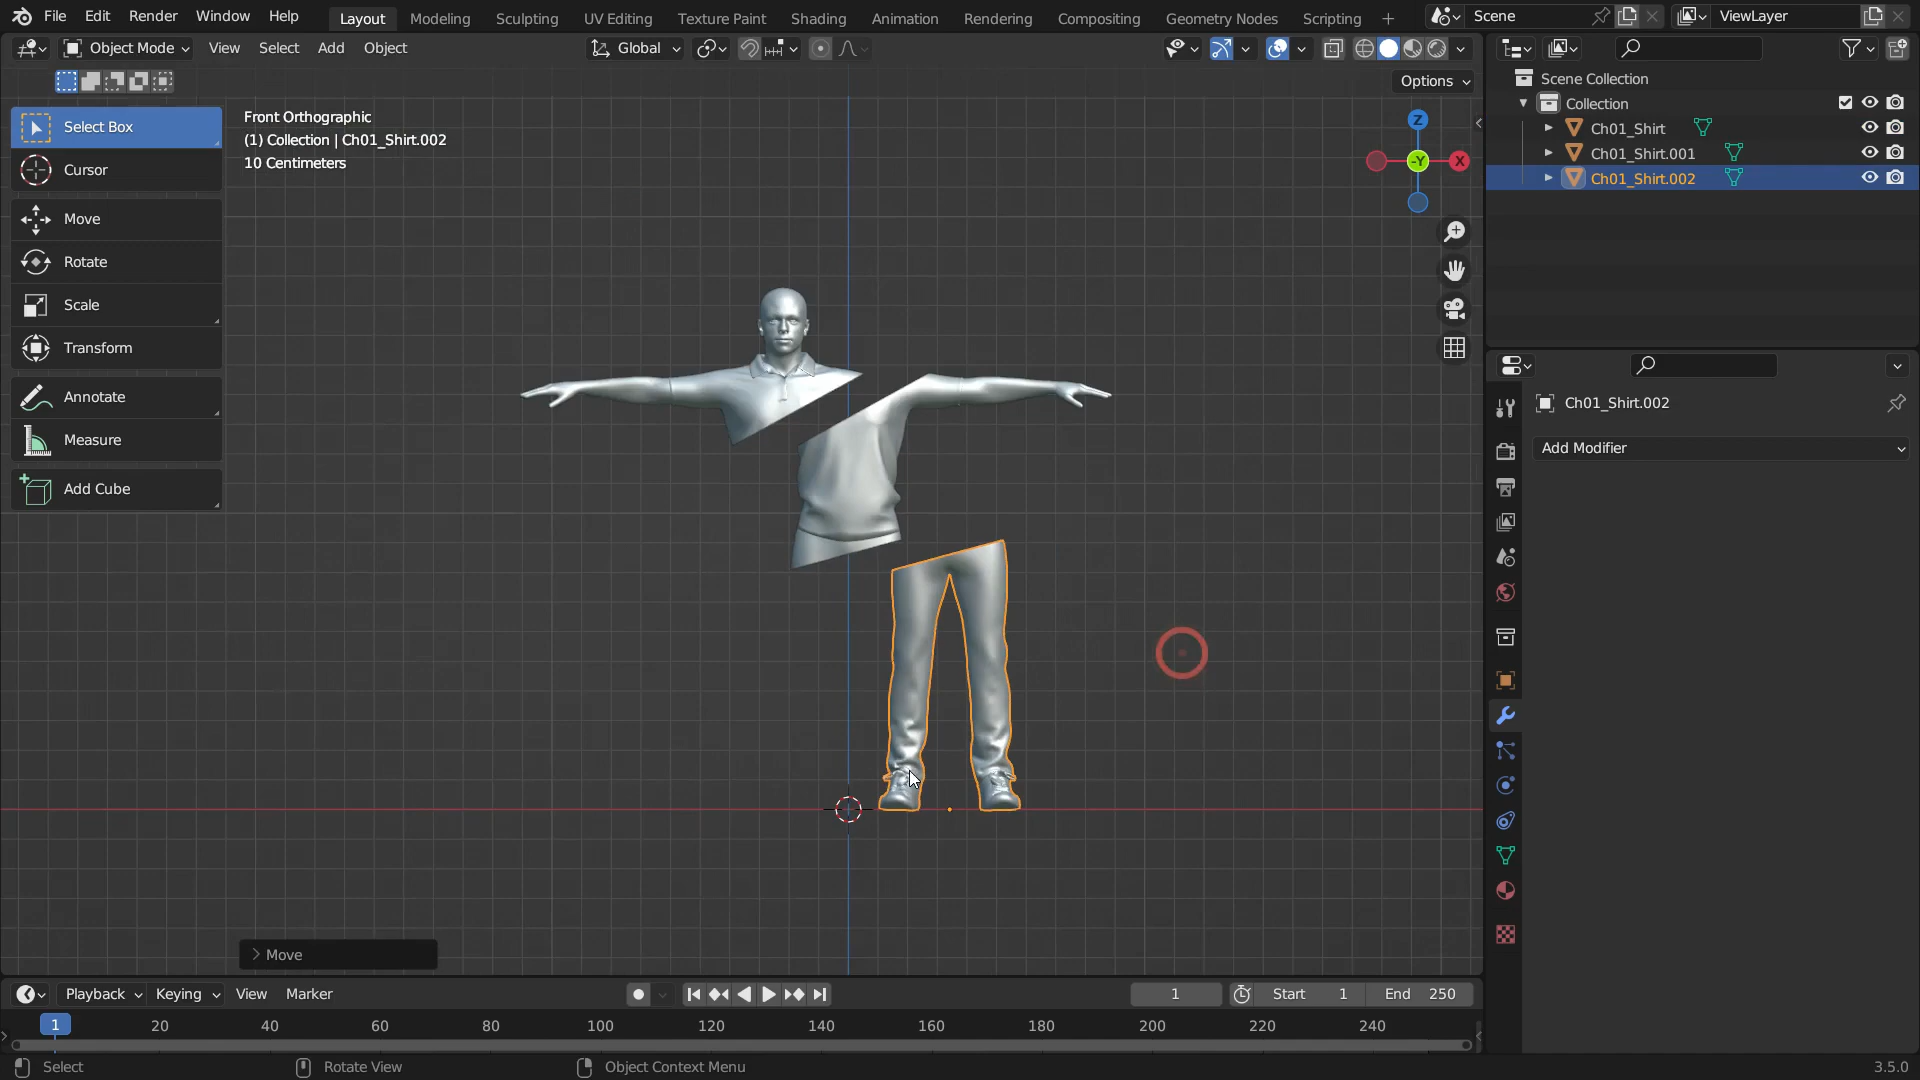 File Edit Render Window Help Layout Modeling Sculpting UV Editing Texture Paint Shading Animation Rendering Compositing Geometry Nodes Scripting + Scene ViewLayer
Object Mode View Select Add Object Global
Options
Select Box
Cursor
Move
Rotate
Scale
Transform
Annotate
Measure
Add Cube
Front Orthographic
(1) Collection | Ch01_Shirt.002
10 Centimeters
Z
-Y
X
Scene Collection
Collection
Ch01_Shirt
Ch01_Shirt.001
Ch01_Shirt.002
Ch01_Shirt.002
Add Modifier
Move
Playback Keying View Marker 1 Start 1 End 250
1 20 40 60 80 100 120 140 160 180 200 220 240
Select Rotate View Object Context Menu 3.5.0